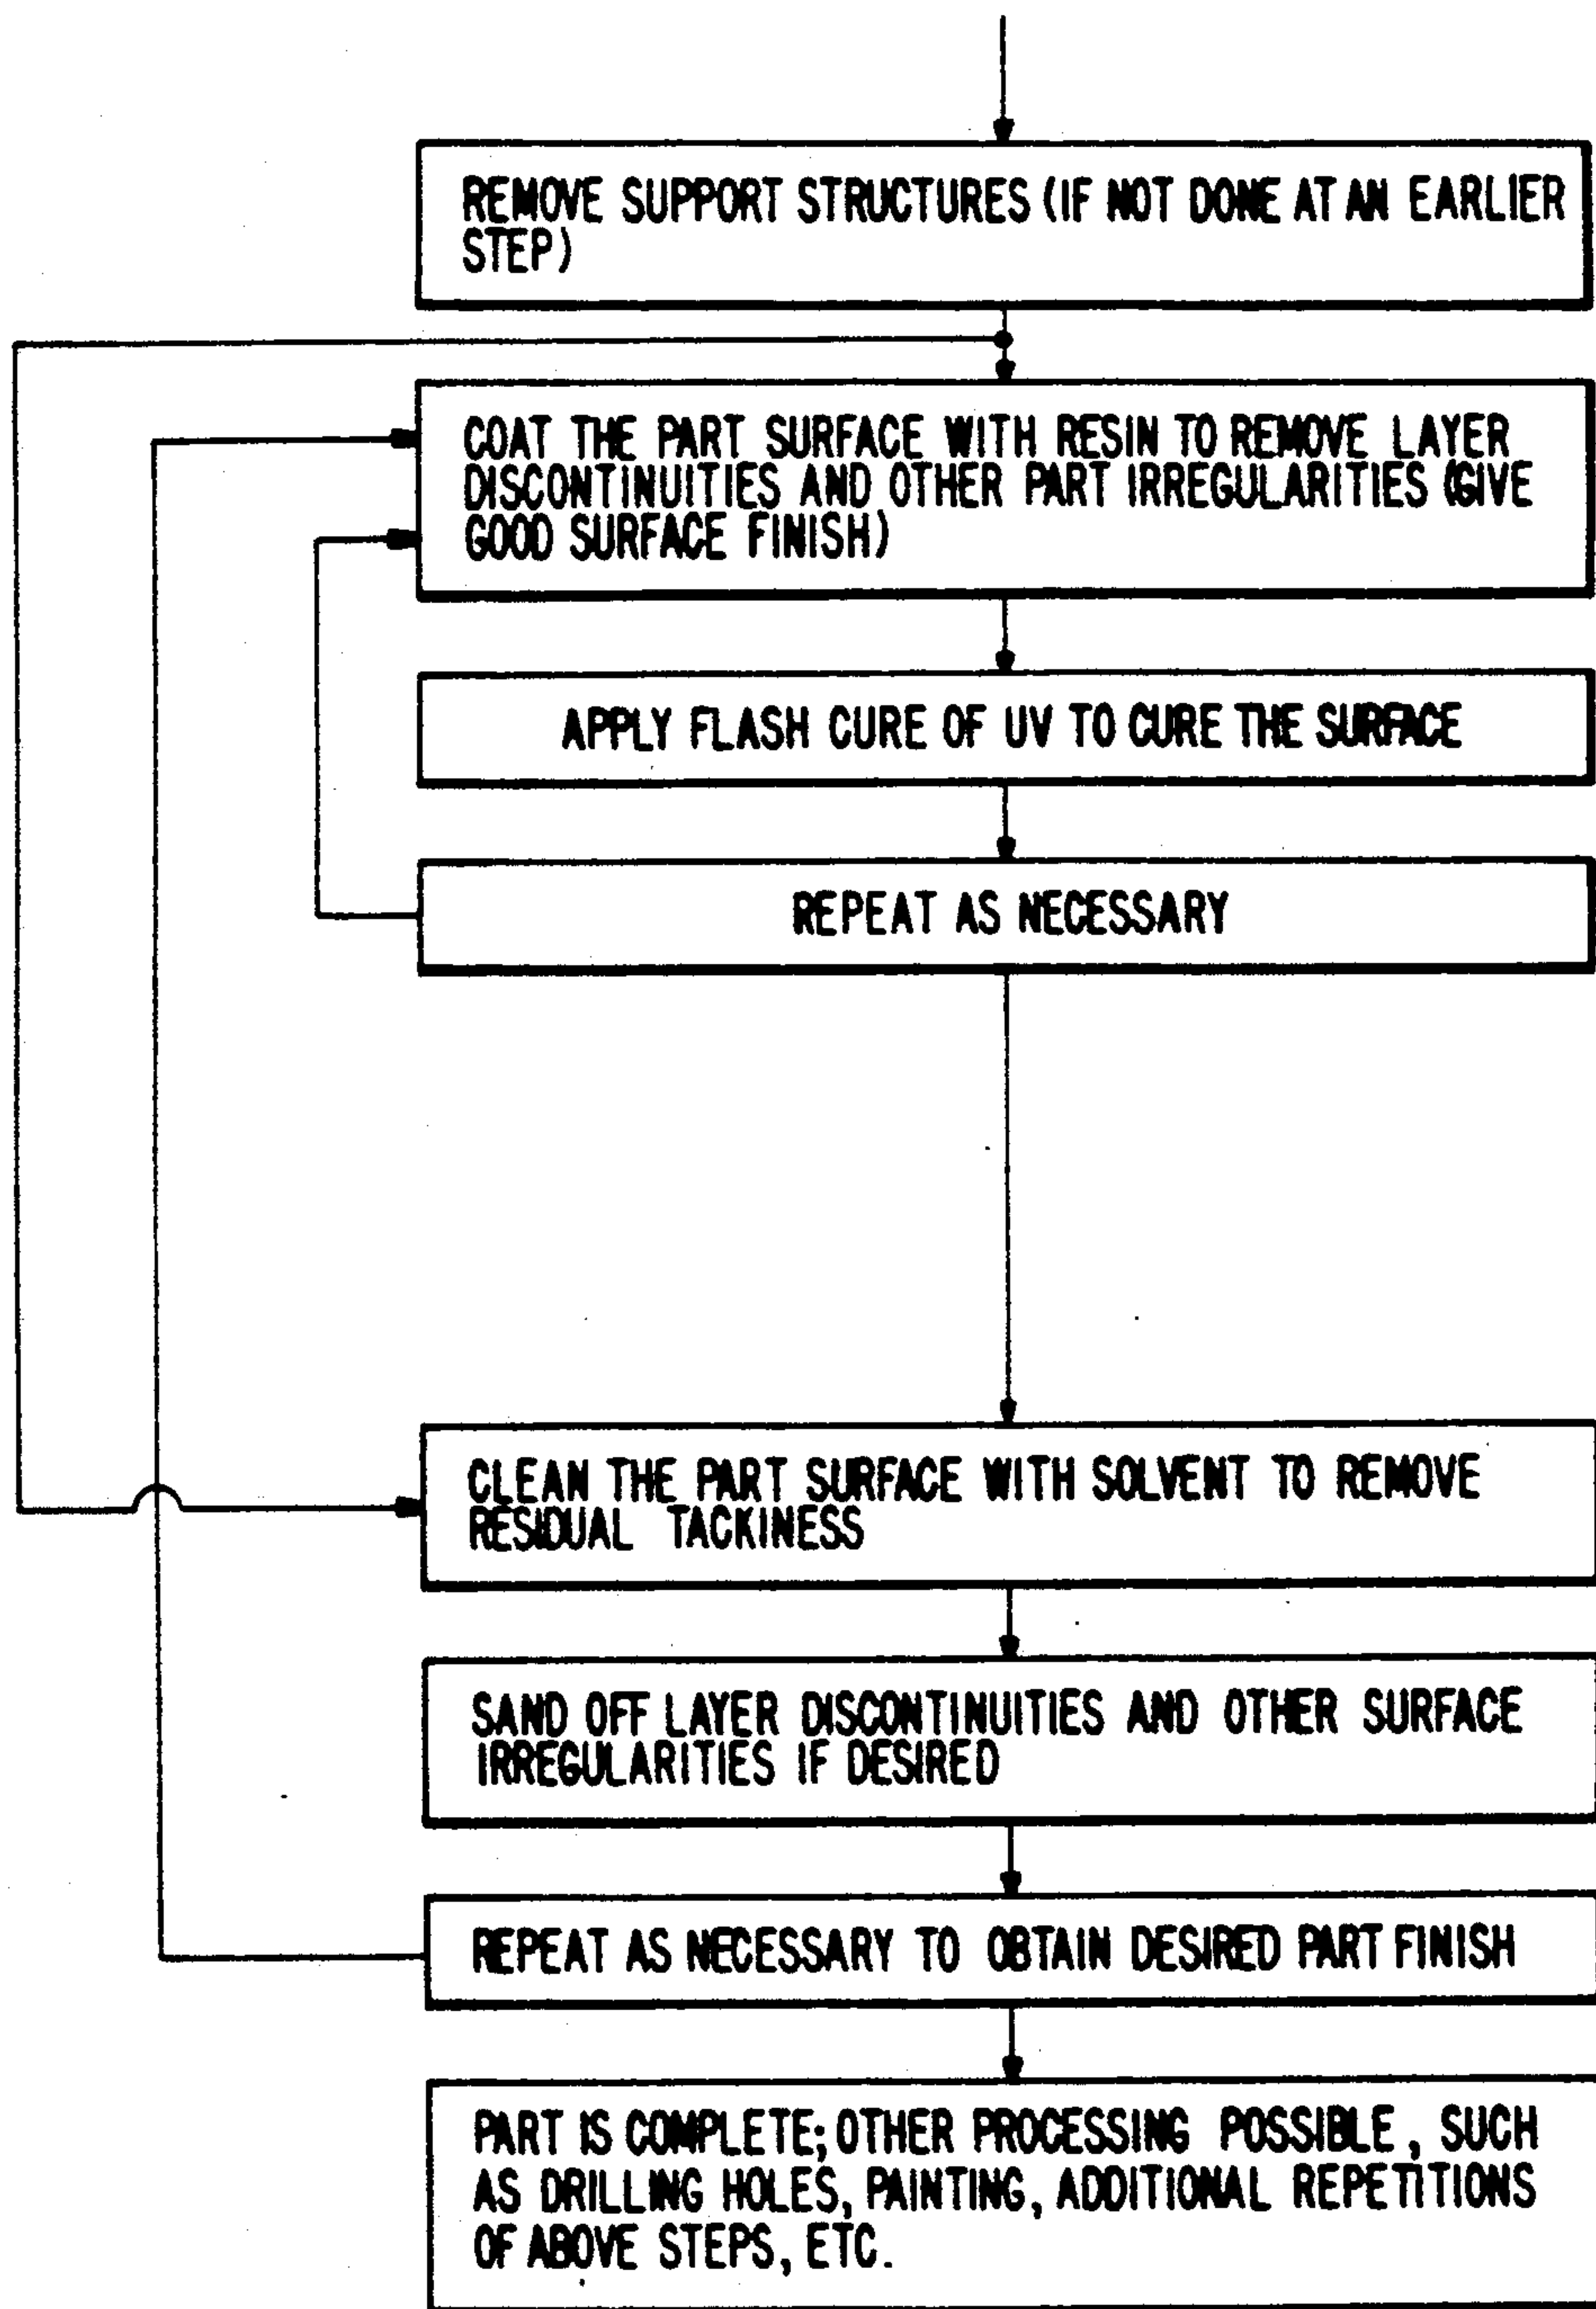 REMOVE SUPPORT STRUCTURES (IF NOT DONE AT AN EARLIER
STEP)
COAT THE PART SURFACE WITH RESIN TO REMOVE LAYER
DISCONTINUITIES AND OTHER PART IRREGULARITIES (GIVE
GOOD SURFACE FINISH)
APPLY FLASH CURE OF UV TO CURE THE SURFACE
REPEAT AS NECESSARY
CLEAN THE PART SURFACE WITH SOLVENT TO REMOVE
RESIDUAL TACKINESS
SAND OFF LAYER DISCONTINUITIES AND OTHER SURFACE
IRREGULARITIES IF DESIRED
REPEAT AS NECESSARY TO OBTAIN DESIRED PART FINISH
PART IS COMPLETE; OTHER PROCESSING POSSIBLE, SUCH
AS DRILLING HOLES, PAINTING, ADDITIONAL REPETITIONS
OF ABOVE STEPS, ETC.